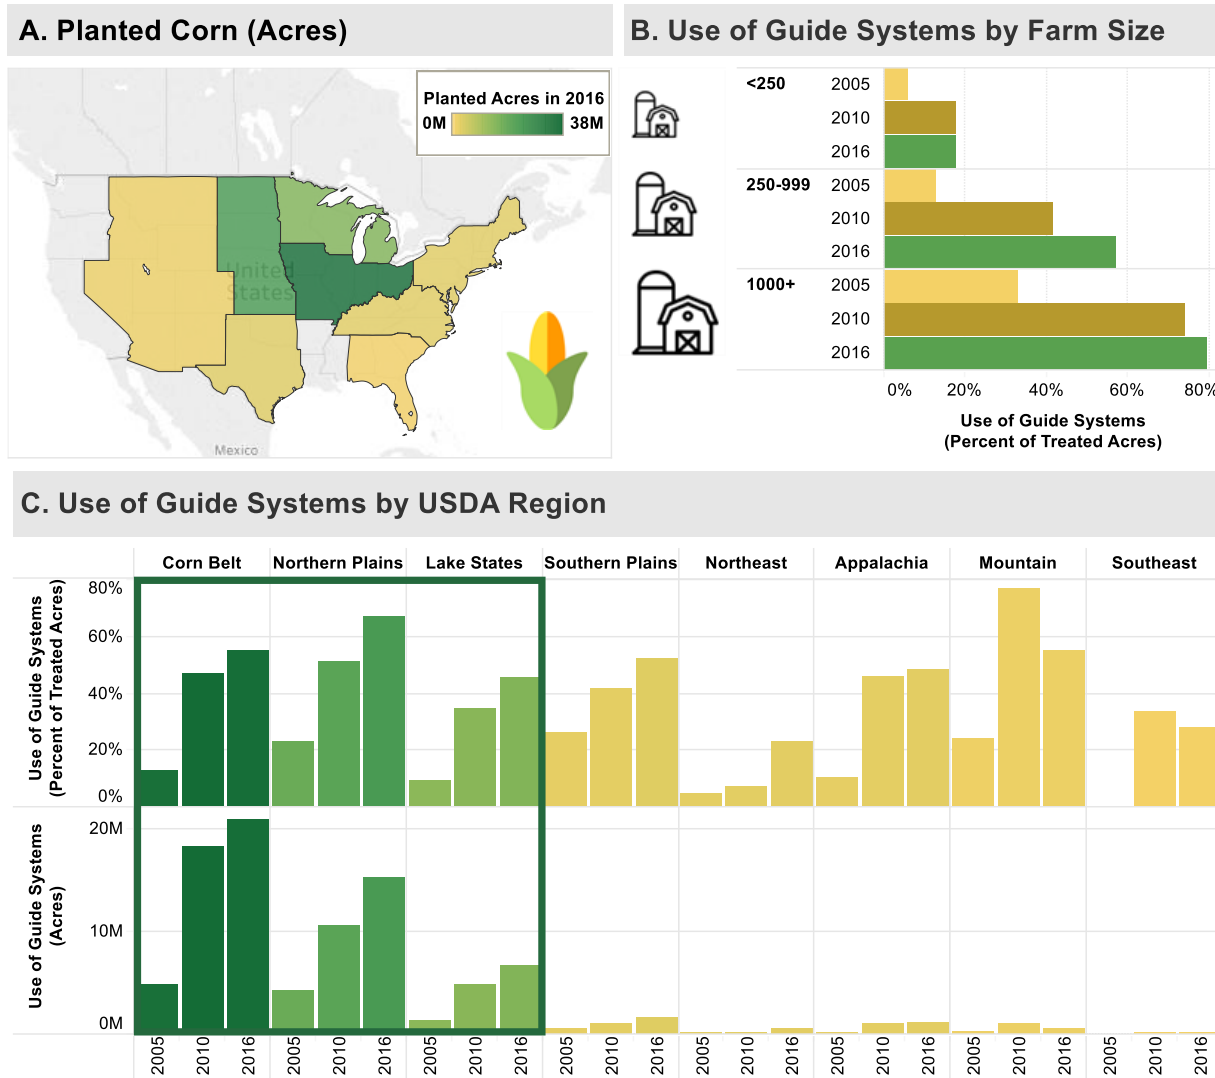 A. Planted Corn (Acres)
Planted Acres in 2016
0M 38M
United
States
Mexico
B. Use of Guide Systems by Farm Size
<250 2005
2010
2016
250-999 2005
2010
2016
1000+ 2005
2010
2016
0% 20% 40% 60% 80%
Use of Guide Systems
(Percent of Treated Acres)
C. Use of Guide Systems by USDA Region
Corn Belt Northern Plains Lake States Southern Plains Northeast Appalachia Mountain Southeast
Use of Guide Systems
(Percent of Treated Acres)
80%
60%
40%
20%
0%
Use of Guide Systems
(Acres)
20M
10M
0M
2005 2010 2016 2005 2010 2016 2005 2010 2016 2005 2010 2016 2005 2010 2016 2005 2010 2016 2005 2010 2016 2005 2010 2016